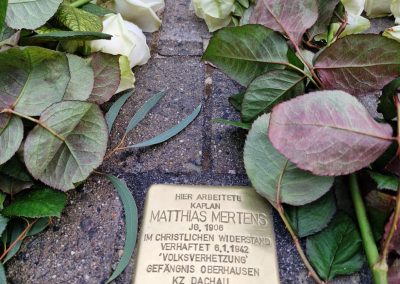 HIER ARBEITETE
KAPLAN
MATTHIAS MERTENS
JG. 1906
IM CHRISTLICHEN WIDERSTAND
VERHAFTET 6.1.1942
'VOLKSVERHETZUNG'
GEFÄNGNIS OBERHAUSEN
KZ DACHAU